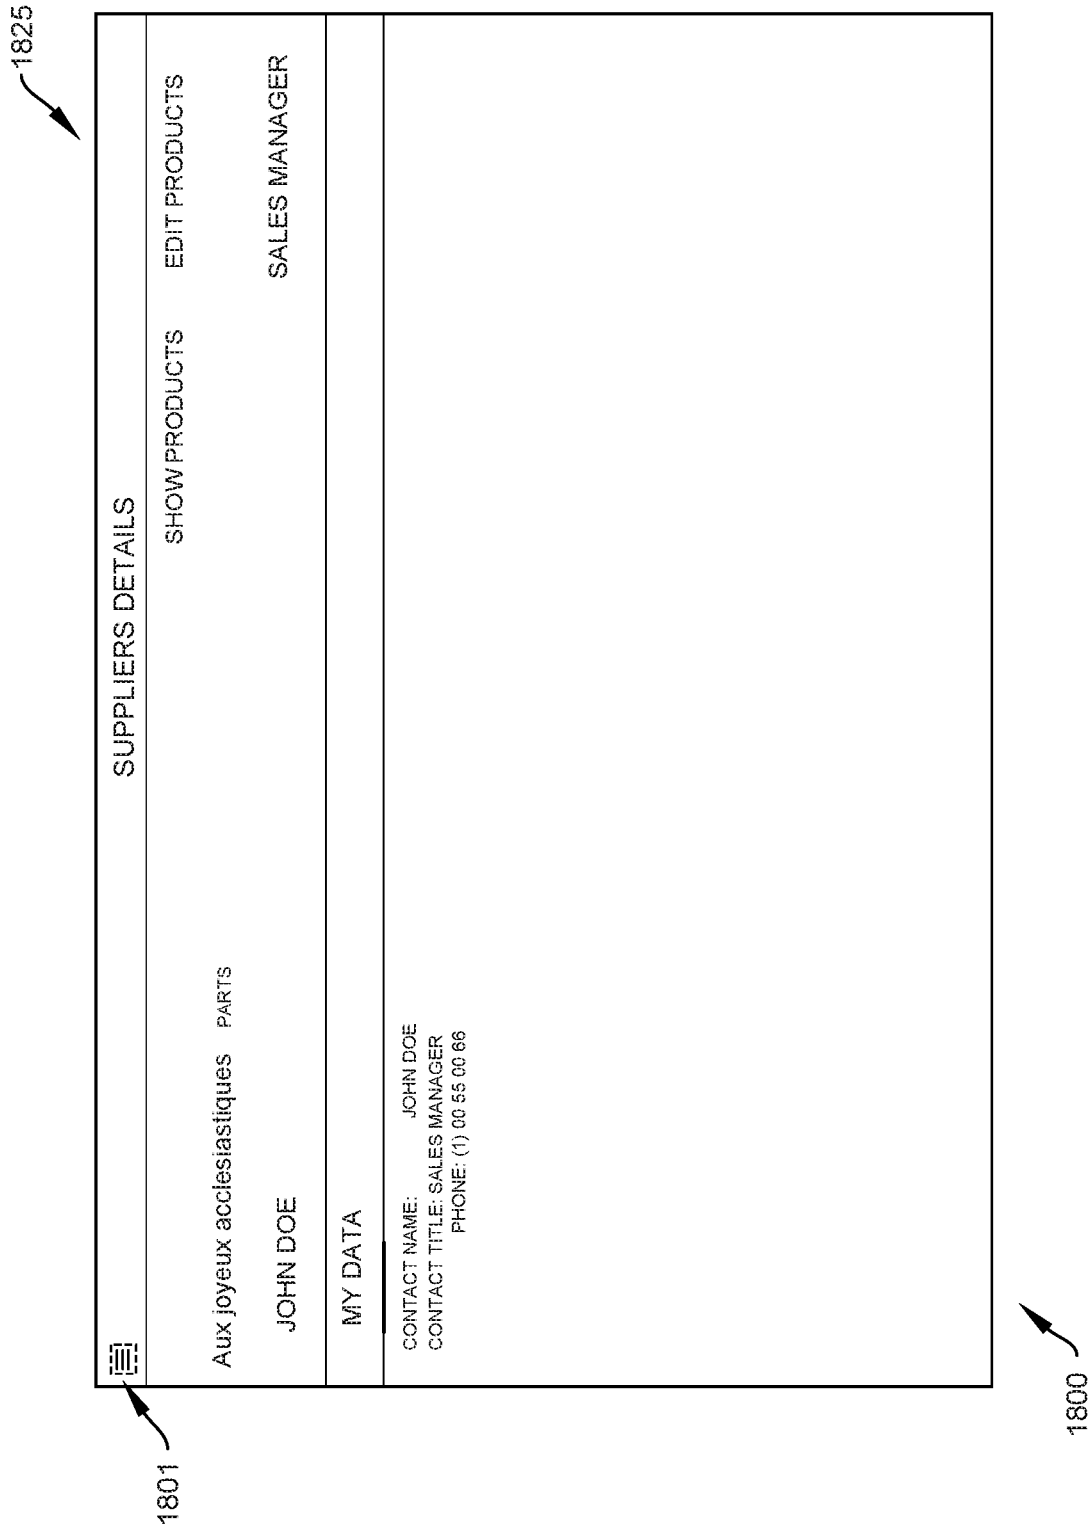 1825
1801
SUPPLIERS DETAILS
SHOW PRODUCTS EDIT PRODUCTS
Aux joyeux acclesiastiques PARTS
JOHN DOE SALES MANAGER
MY DATA
CONTACT NAME: JOHN DOE
CONTACT TITLE: SALES MANAGER
PHONE: (1) 00 55 00 66
1800